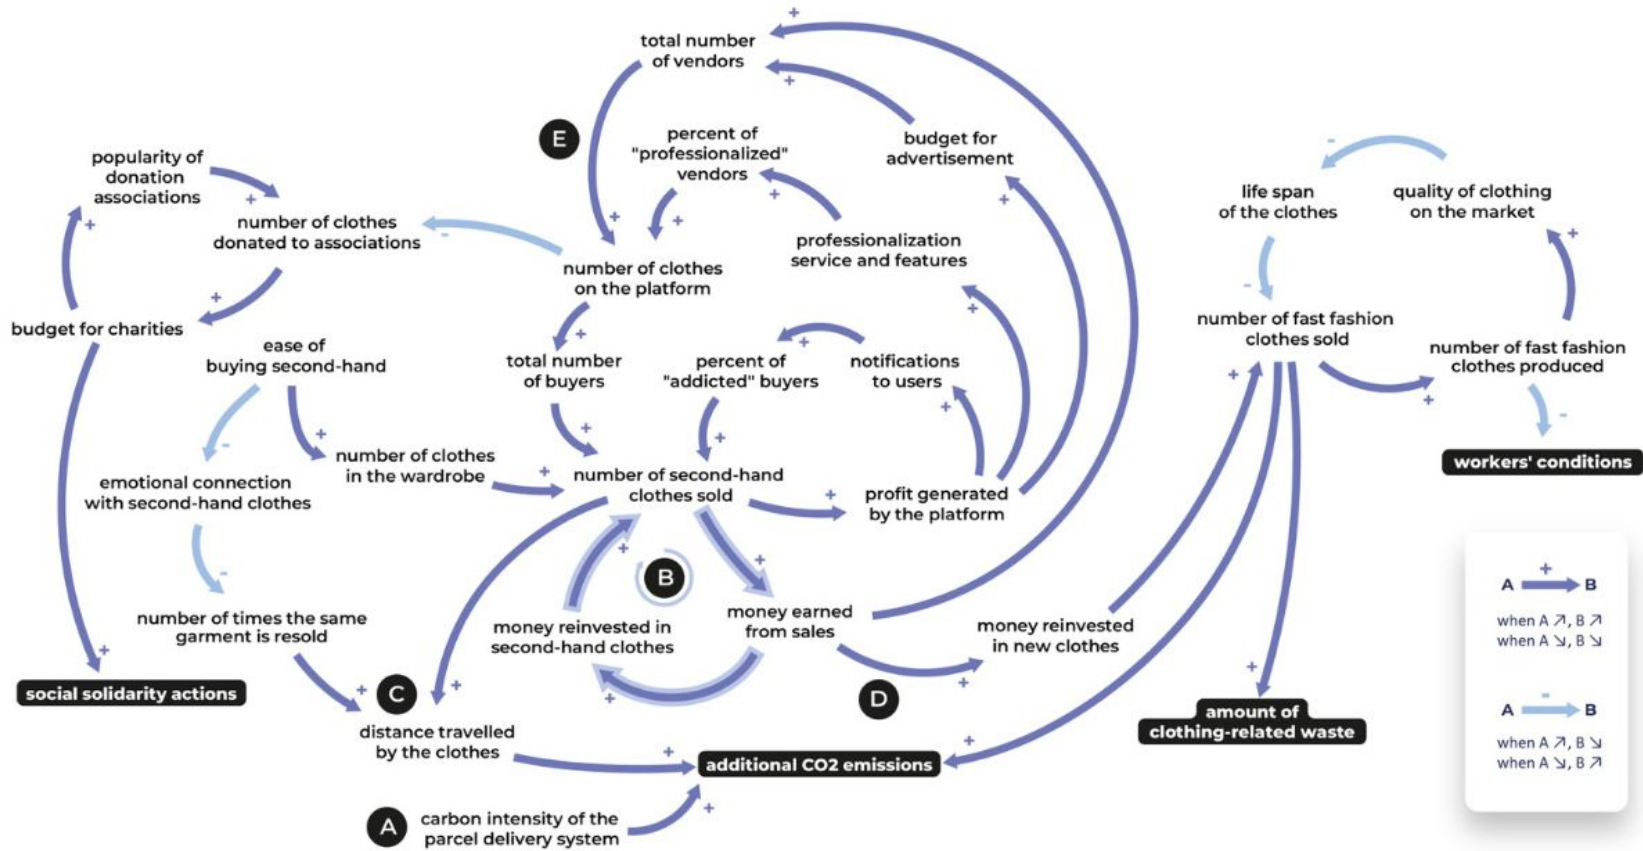 total number
of vendors
+
+
E
percent of
"professionalized"
vendors
budget for
advertisement
popularity of
donation
associations
+
+
+
+
+
+
number of clothes
donated to associations
-
professionalization
service and features
number of clothes
on the platform
+
+
budget for charities
ease of
buying second-hand
+
+
total number
of buyers
percent of
"addicted" buyers
notifications
to users
+
+
+
-
+
number of clothes
in the wardrobe
+
emotional connection
with second-hand clothes
number of second-hand
clothes sold
+
profit generated
by the platform
-
+
B
+
number of times the same
garment is resold
money reinvested in
second-hand clothes
money earned
from sales
money reinvested
in new clothes
+
+
+
social solidarity actions
+
C
+
D
distance travelled
by the clothes
+
additional CO2 emissions
+
A
carbon intensity of the
parcel delivery system
+
-
life span
of the clothes
quality of clothing
on the market
+
-
number of fast fashion
clothes sold
number of fast fashion
clothes produced
+
+
-
workers' conditions
+
amount of
clothing-related waste
+
A
B
when A ↗, B ↗
when A ↘, B ↘
-
A
B
when A ↗, B ↘
when A ↘, B ↗